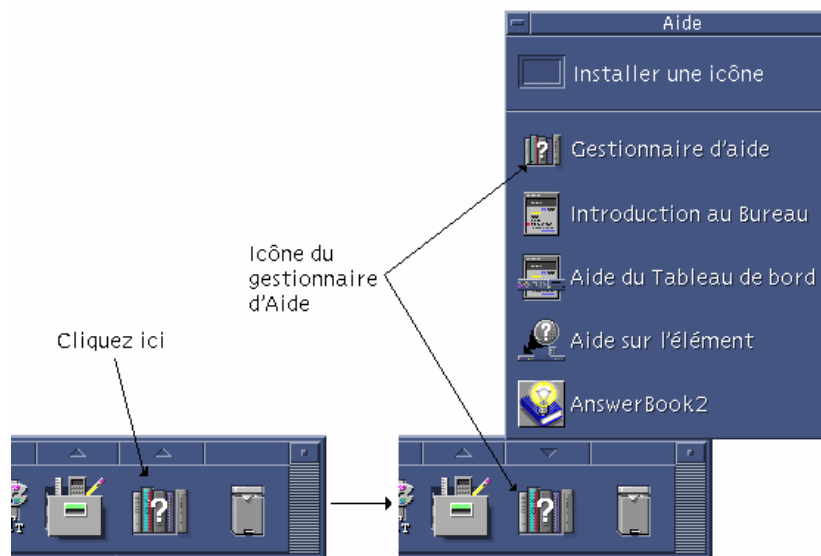 Aide
Installer une icône
Gestionnaire d'aide
Introduction au Bureau
Aide du Tableau de bord
Aide sur l'élément
AnswerBook2
Icône du
gestionnaire
d'Aide
Cliquez ici